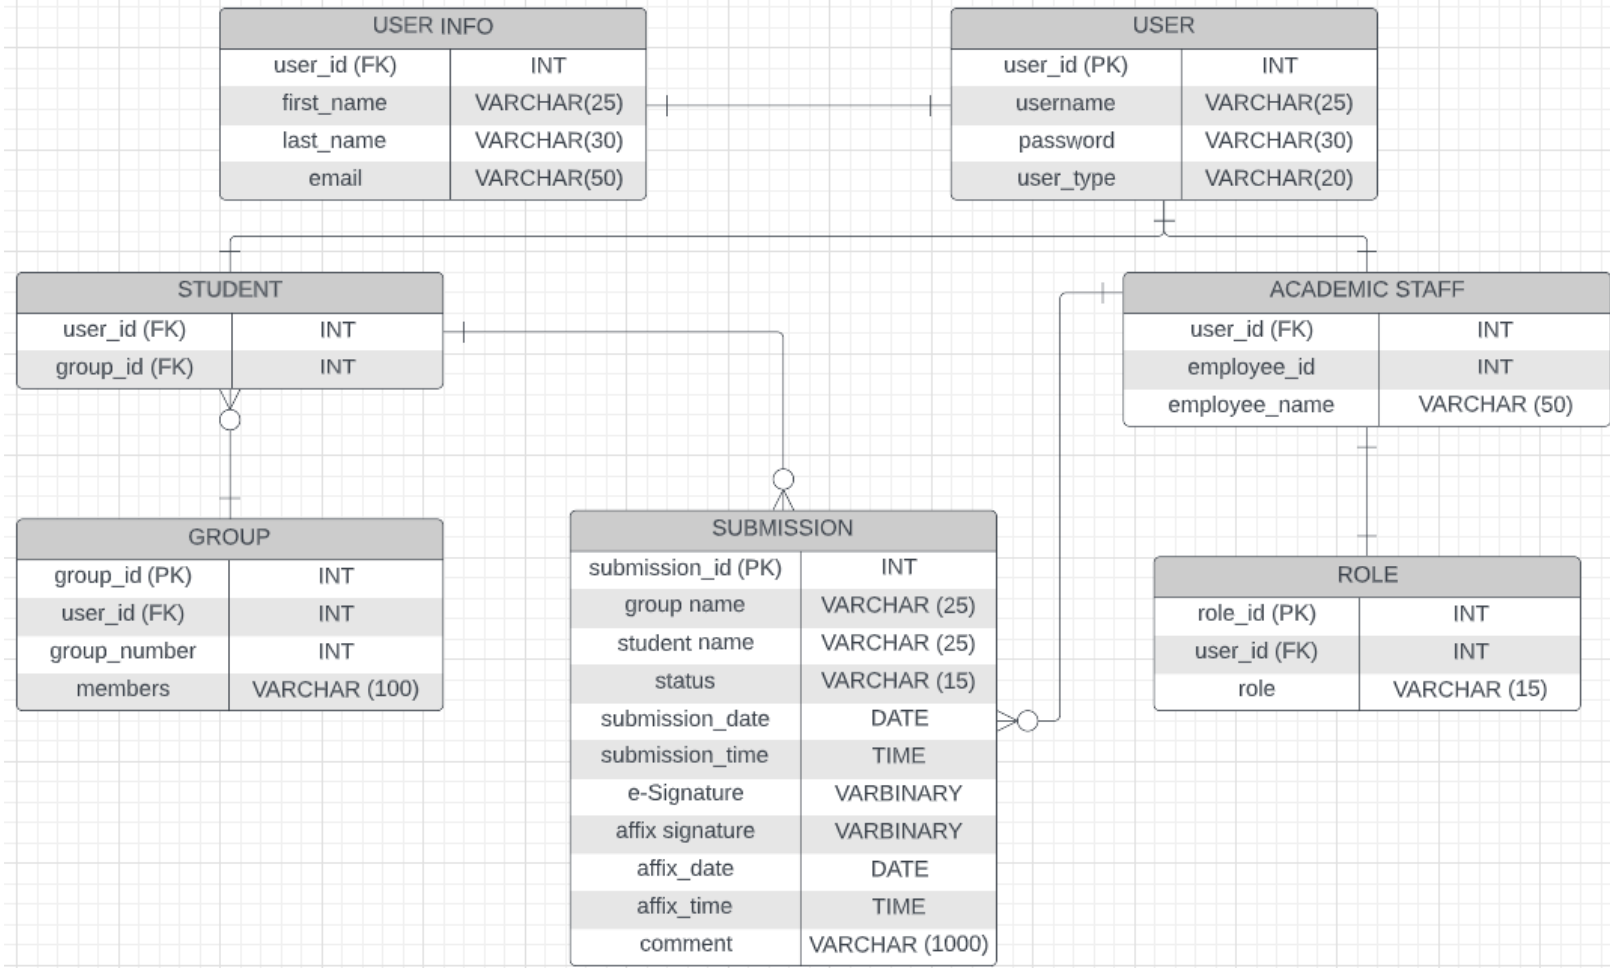 USER INFO
user_id (FK) INT
first_name VARCHAR(25)
last_name VARCHAR(30)
email VARCHAR(50)
USER
user_id (PK) INT
username VARCHAR(25)
password VARCHAR(30)
user_type VARCHAR(20)
STUDENT
user_id (FK) INT
group_id (FK) INT
ACADEMIC STAFF
user_id (FK) INT
employee_id INT
employee_name VARCHAR (50)
GROUP
group_id (PK) INT
user_id (FK) INT
group_number INT
members VARCHAR (100)
SUBMISSION
submission_id (PK) INT
group name VARCHAR (25)
student name VARCHAR (25)
status VARCHAR (15)
submission_date DATE
submission_time TIME
e-Signature VARBINARY
affix signature VARBINARY
affix_date DATE
affix_time TIME
comment VARCHAR (1000)
ROLE
role_id (PK) INT
user_id (FK) INT
role VARCHAR (15)